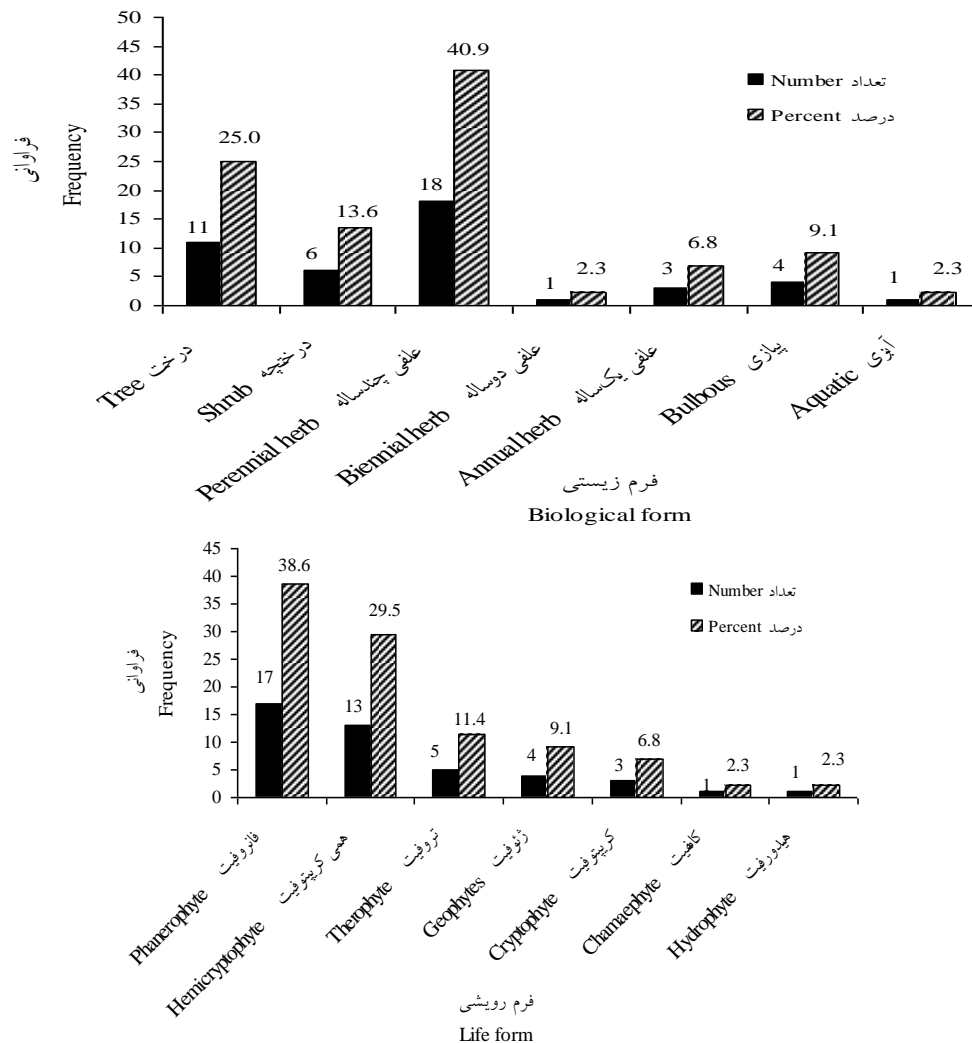 50
45
40
35
30
25
20
15
10
5
0
فراوانی
Frequency
تعداد Number
درصد Percent
11
25.0
6
13.6
18
40.9
1
2.3
3
6.8
4
9.1
1
2.3
درخت Tree
درختچه Shrub
علفی چندساله Perennial herb
علفی دوساله Biennial herb
علفی یک‌ساله Annual herb
پیازی Bulbous
آبزی Aquatic
فرم زیستی
Biological form
45
40
35
30
25
20
15
10
5
0
فراوانی
Frequency
تعداد Number
درصد Percent
17
38.6
13
29.5
5
11.4
4
9.1
3
6.8
1
2.3
1
2.3
فانروفیت Phanerophyte
همی کریپتوفیت Hemicryptophyte
تروفیت Therophyte
ژئوفیت Geophytes
کریپتوفیت Cryptophyte
Chamaephyte
هیدورفیت Hydrophyte
فرم رویشی
Life form